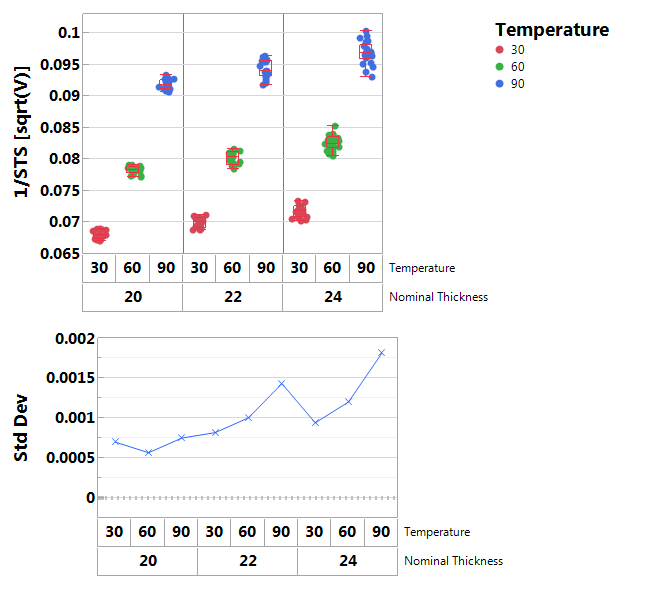 Temperature
30
60
90
1/STS [sqrt(V)]
0.1
0.095
0.09
0.085
0.08
0.075
0.07
0.065
30 60 90 30 60 90 30 60 90 Temperature
20 22 24 Nominal Thickness
Std Dev
0.002
0.0015
0.001
0.0005
0
30 60 90 30 60 90 30 60 90 Temperature
20 22 24 Nominal Thickness